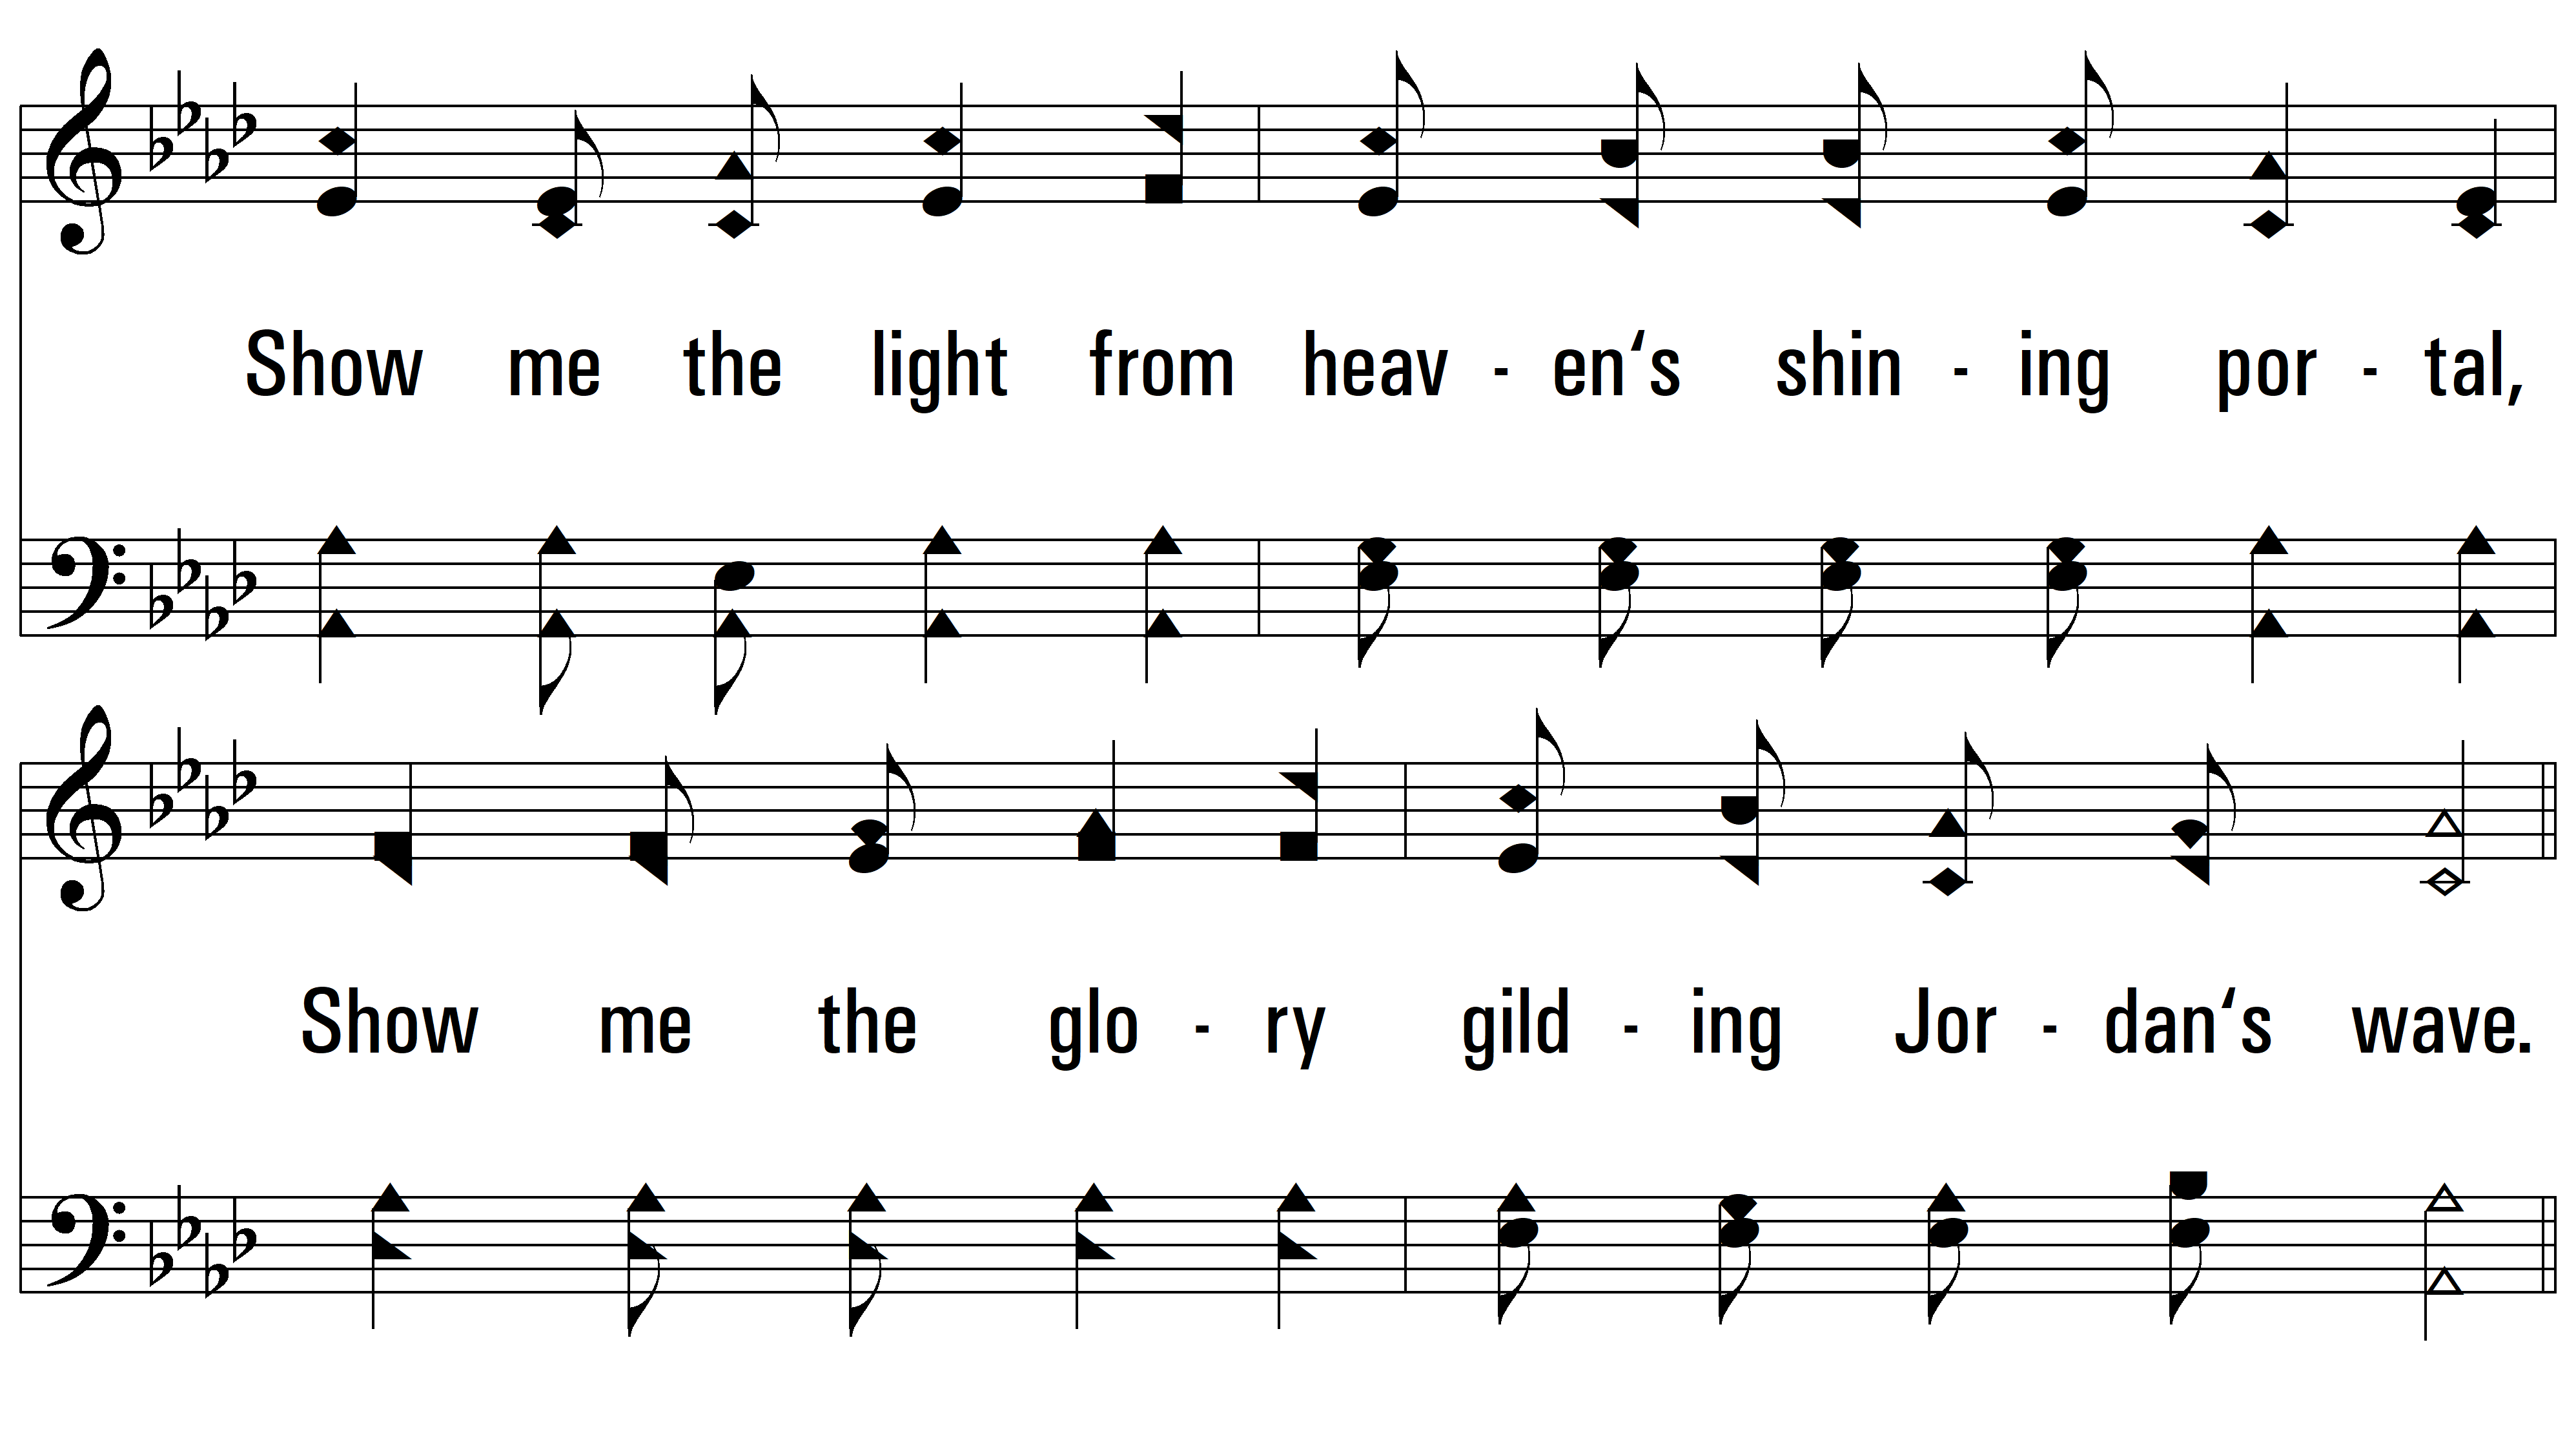 Show me the light from heav - en‘s shin - ing por - tal,
Show me the glo - ry gild - ing Jor - dan‘s wave.